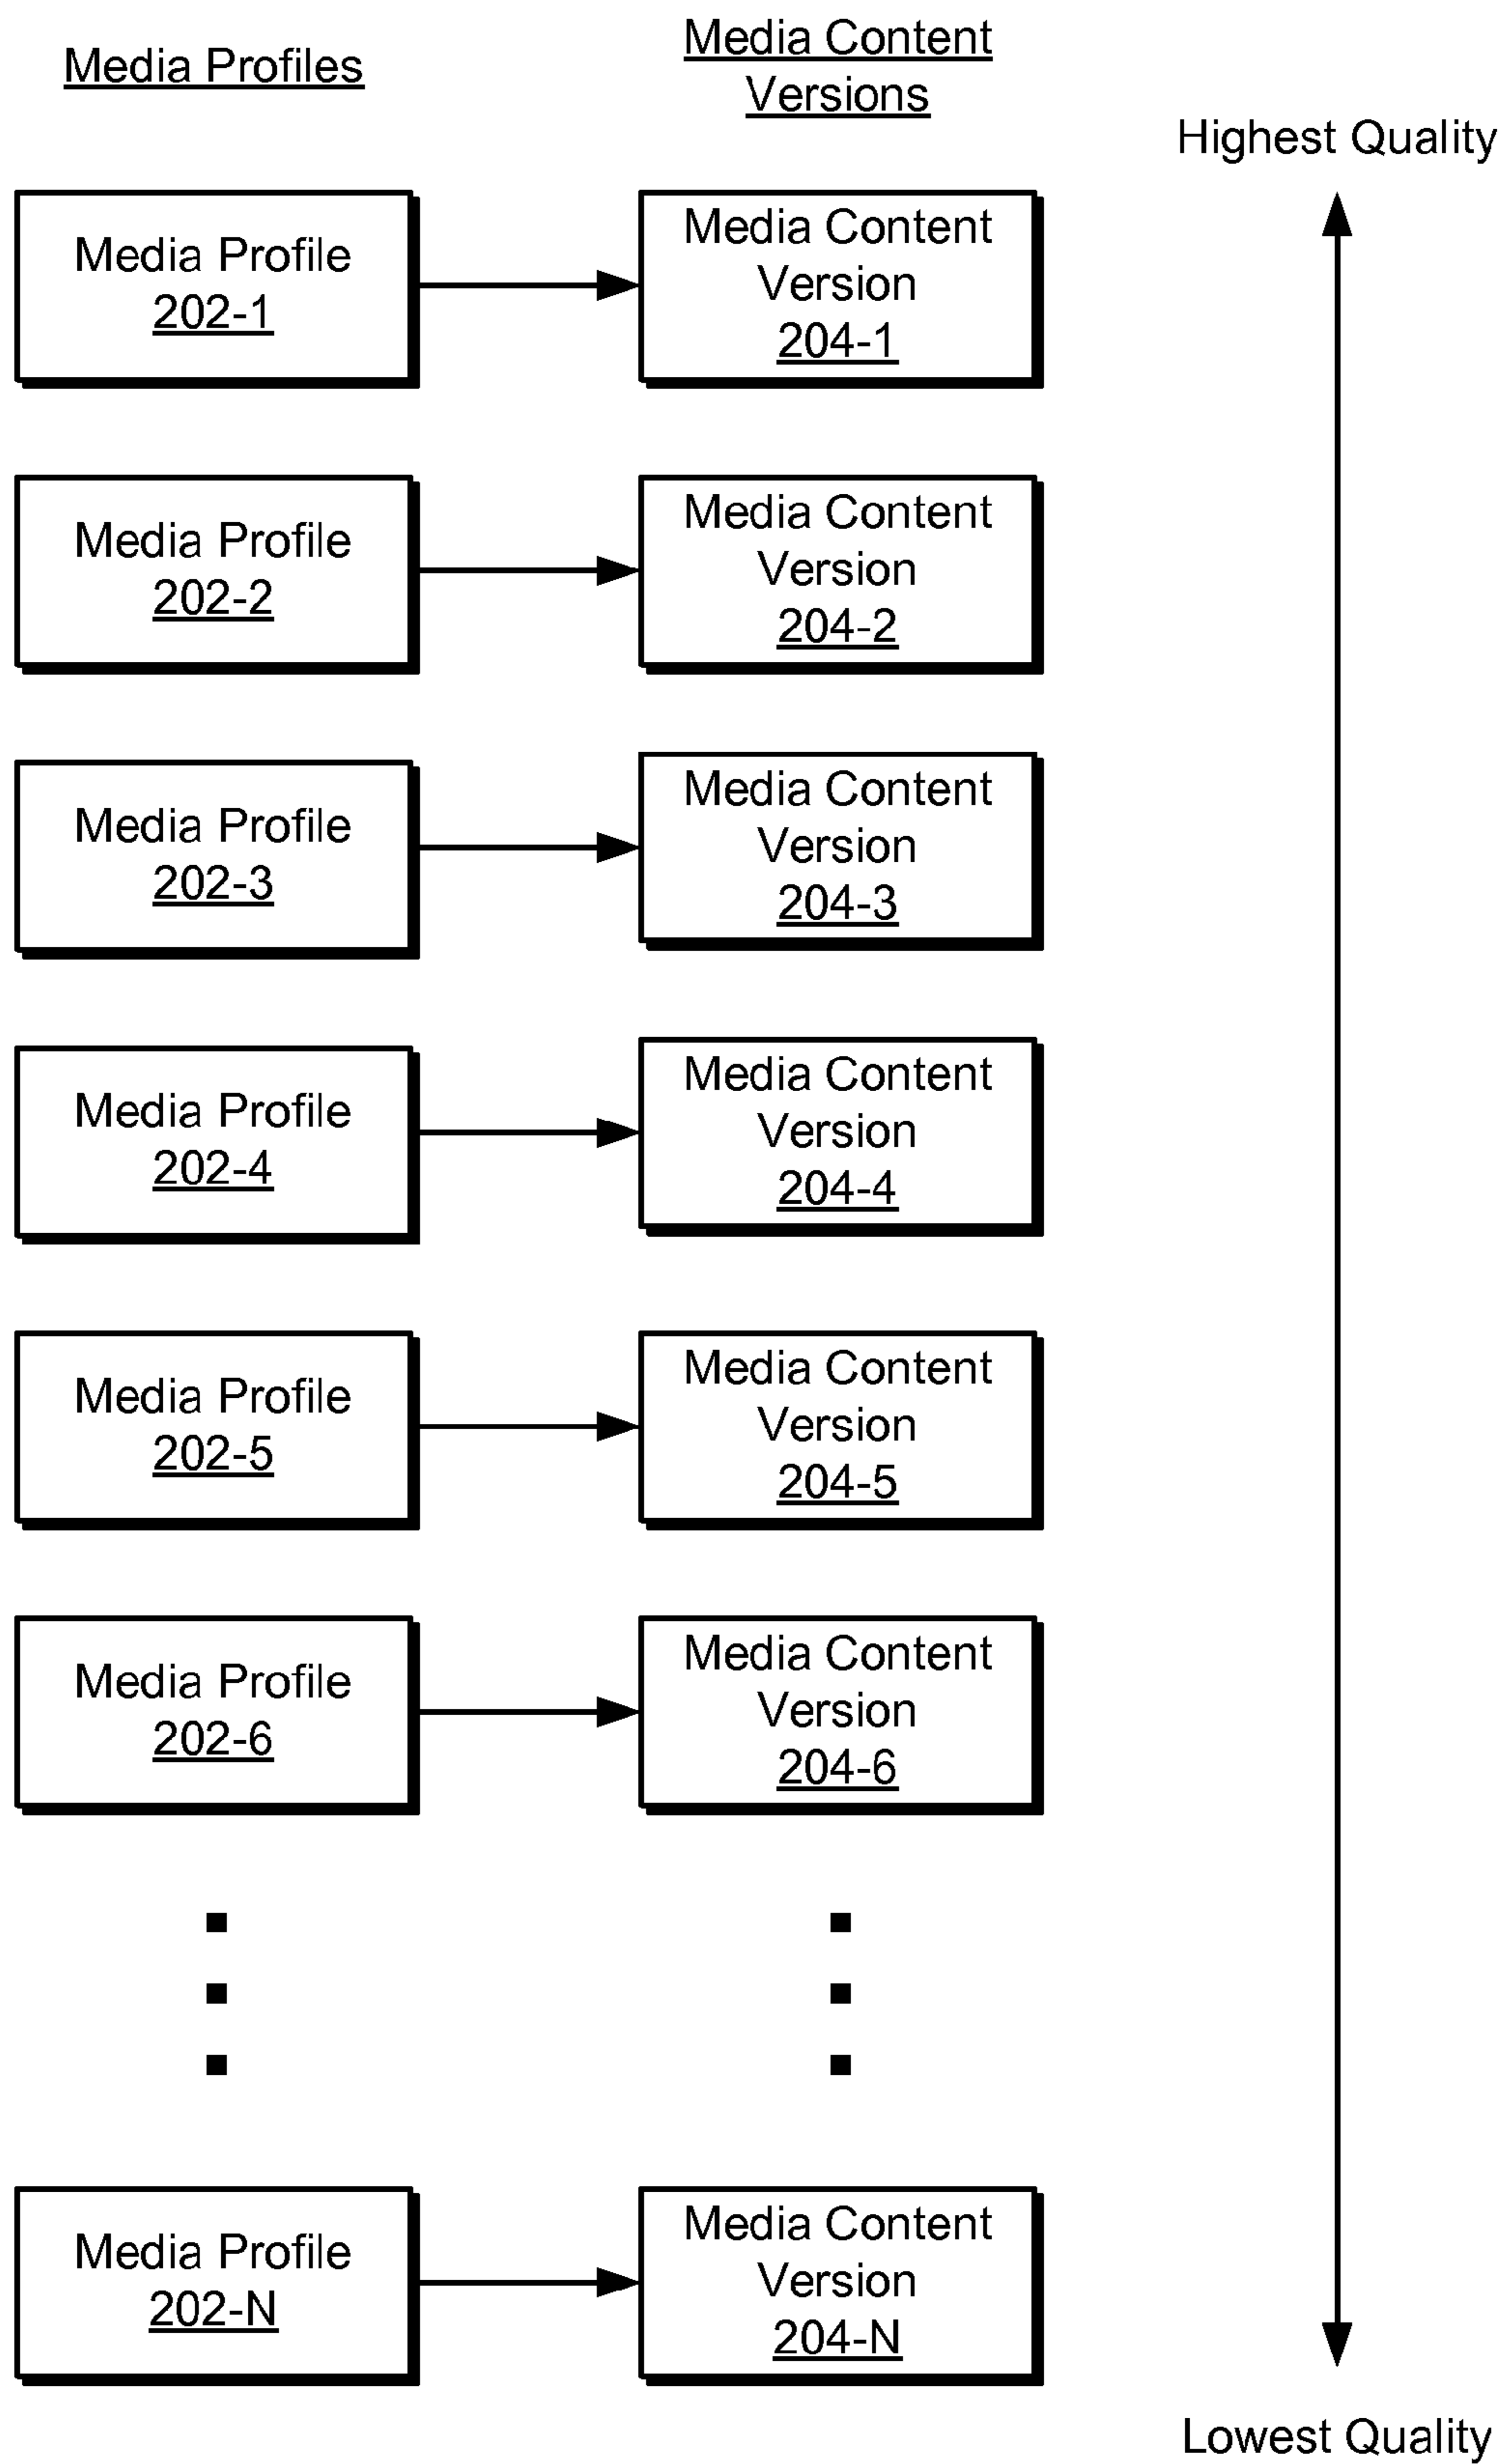 Media Profiles
Media Content
Versions
Highest Quality
Media Profile
202-1
Media Content
Version
204-1
Media Profile
202-2
Media Content
Version
204-2
Media Profile
202-3
Media Content
Version
204-3
Media Profile
202-4
Media Content
Version
204-4
Media Profile
202-5
Media Content
Version
204-5
Media Profile
202-6
Media Content
Version
204-6
Media Profile
202-N
Media Content
Version
204-N
Lowest Quality